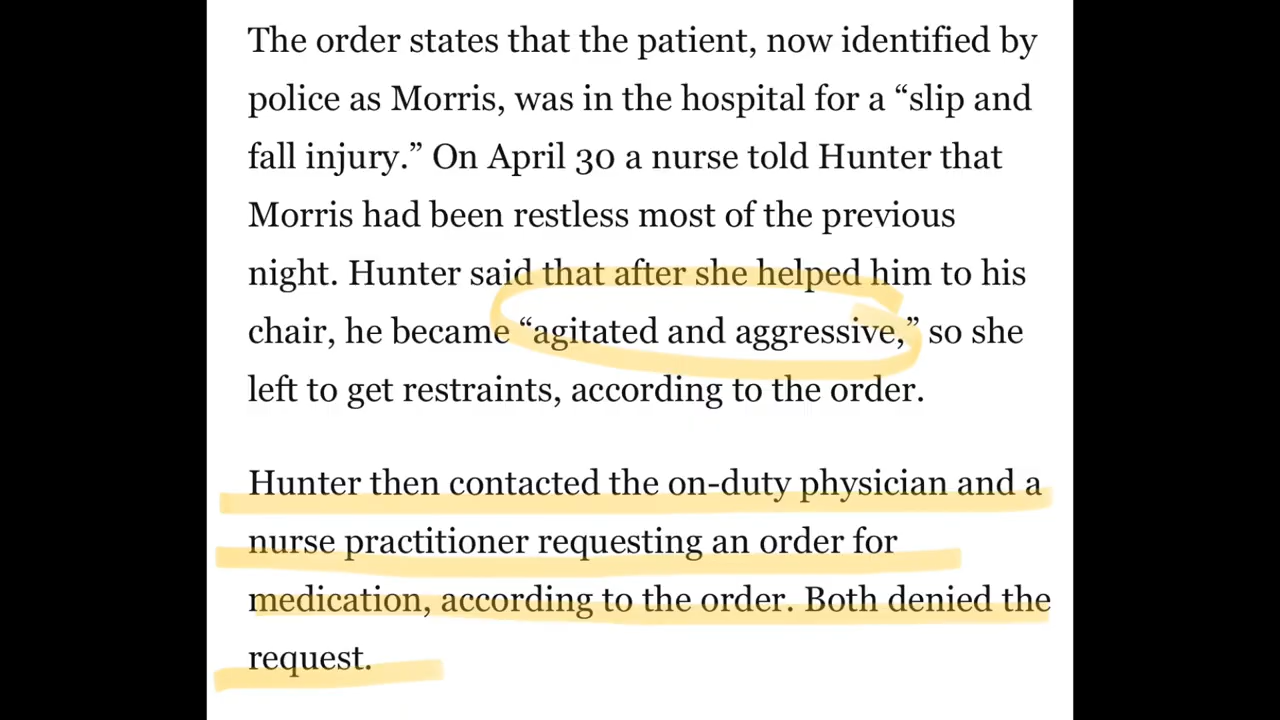 The order states that the patient, now identified by
police as Morris, was in the hospital for a “slip and
fall injury.” On April 30 a nurse told Hunter that
Morris had been restless most of the previous
night. Hunter said that after she helped him to his
chair, he became “agitated and aggressive,” so she
left to get restraints, according to the order.
Hunter then contacted the on-duty physician and a
nurse practitioner requesting an order for
medication, according to the order. Both denied the
request.